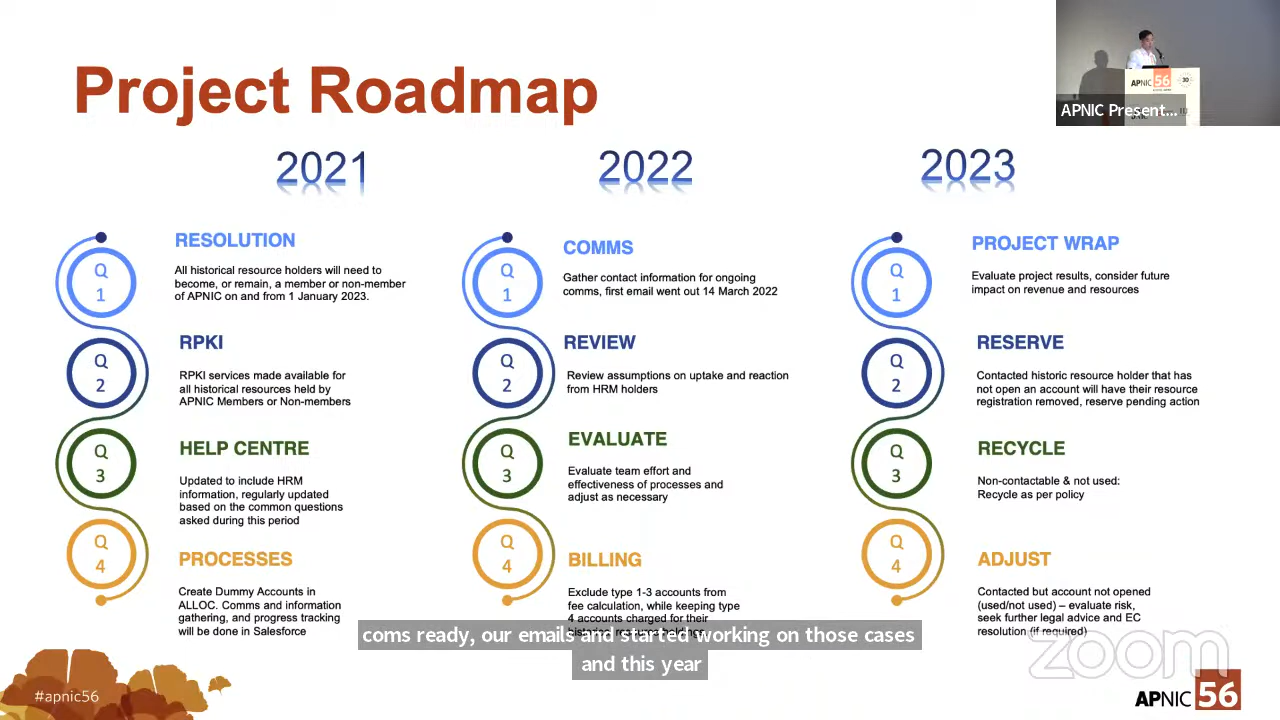 Project Roadmap
APNIC 56
APNIC Present...
2021
2022
2023
Q
1
RESOLUTION
All historical resource holders will need to
become, or remain, a member or non-member
of APNIC on and from 1 January 2023.
Q
2
RPKI
RPKI services made available for
all historical resources held by
APNIC Members or Non-members
Q
3
HELP CENTRE
Updated to include HRM
information, regularly updated
based on the common questions
asked during this period
Q
4
PROCESSES
Create Dummy Accounts in
ALLOC. Comms and information
gathering, and progress tracking
will be done in Salesforce
Q
1
COMMS
Gather contact information for ongoing
comms, first email went out 14 March 2022
Q
2
REVIEW
Review assumptions on uptake and reaction
from HRM holders
Q
3
EVALUATE
Evaluate team effort and
effectiveness of processes and
adjust as necessary
Q
4
BILLING
Exclude type 1-3 accounts from
fee calculation, while keeping type
4 accounts charged for their
Q
1
PROJECT WRAP
Evaluate project results, consider future
impact on revenue and resources
Q
2
RESERVE
Contacted historic resource holder that has
not open an account will have their resource
registration removed, reserve pending action
Q
3
RECYCLE
Non-contactable & not used:
Recycle as per policy
Q
4
ADJUST
Contacted but account not opened
(used/not used) – evaluate risk,
seek further legal advice and EC
resolution (if required)
coms ready, our emails and started working on those cases
and this year
zoom
#apnic56
APNIC 56